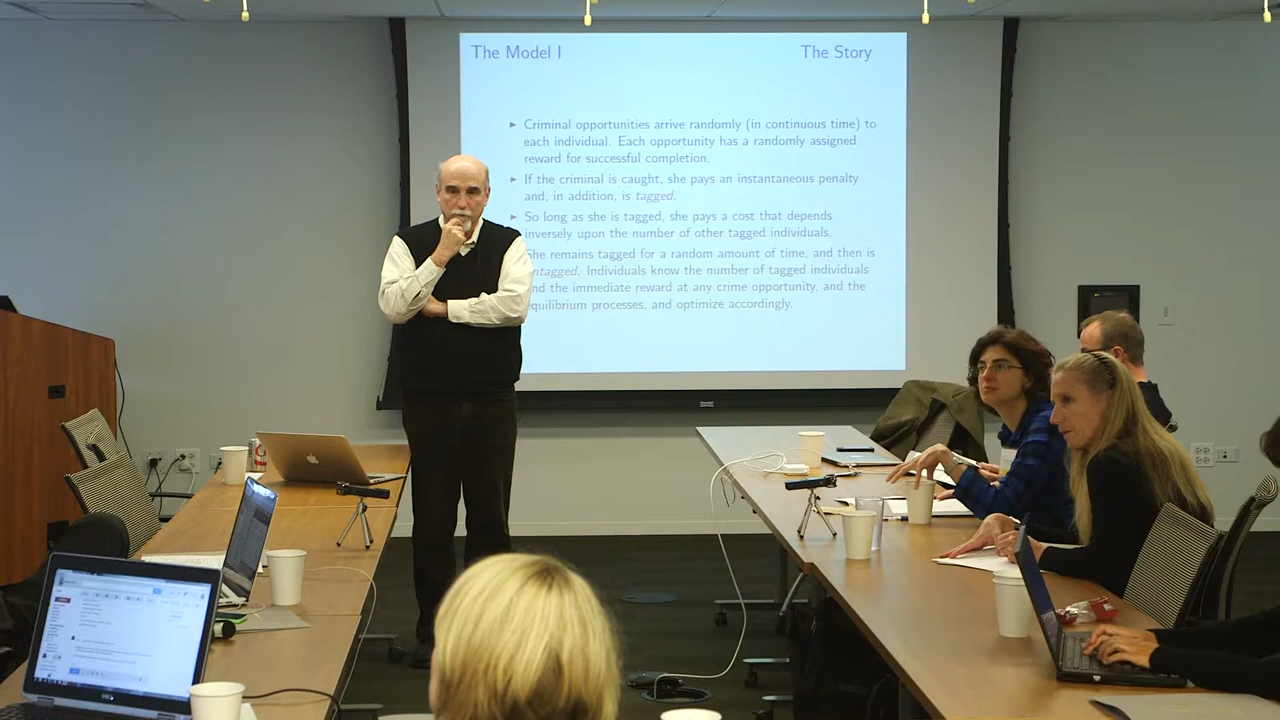 The Model I
The Story
Criminal opportunities arrive randomly (in continuous time) to
each individual. Each opportunity has a randomly assigned
reward for successful completion.
If the criminal is caught, she pays an instantaneous penalty
and, in addition, is tagged.
So long as she is tagged, she pays a cost that depends
inversely upon the number of other tagged individuals.
She remains tagged for a random amount of time, and then is
ntagged. Individuals know the number of tagged individuals
nd the immediate reward at any crime opportunity, and the
quilibrium processes, and optimize accordingly.